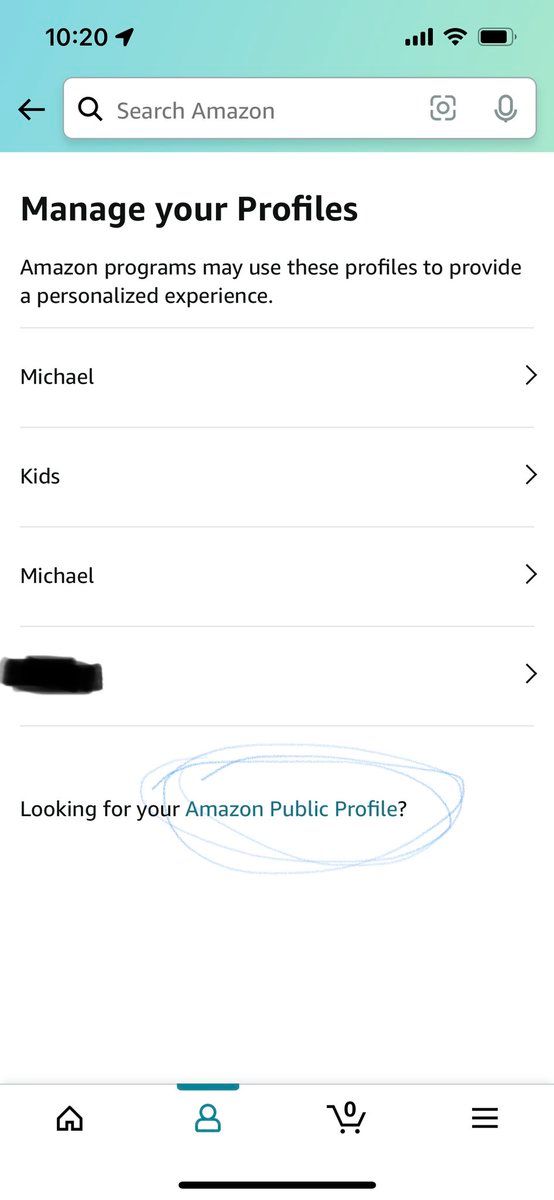 10:20
Search Amazon
Manage your Profiles
Amazon programs may use these profiles to provide
a personalized experience.
Michael
Kids
Michael
Looking for your Amazon Public Profile?
0